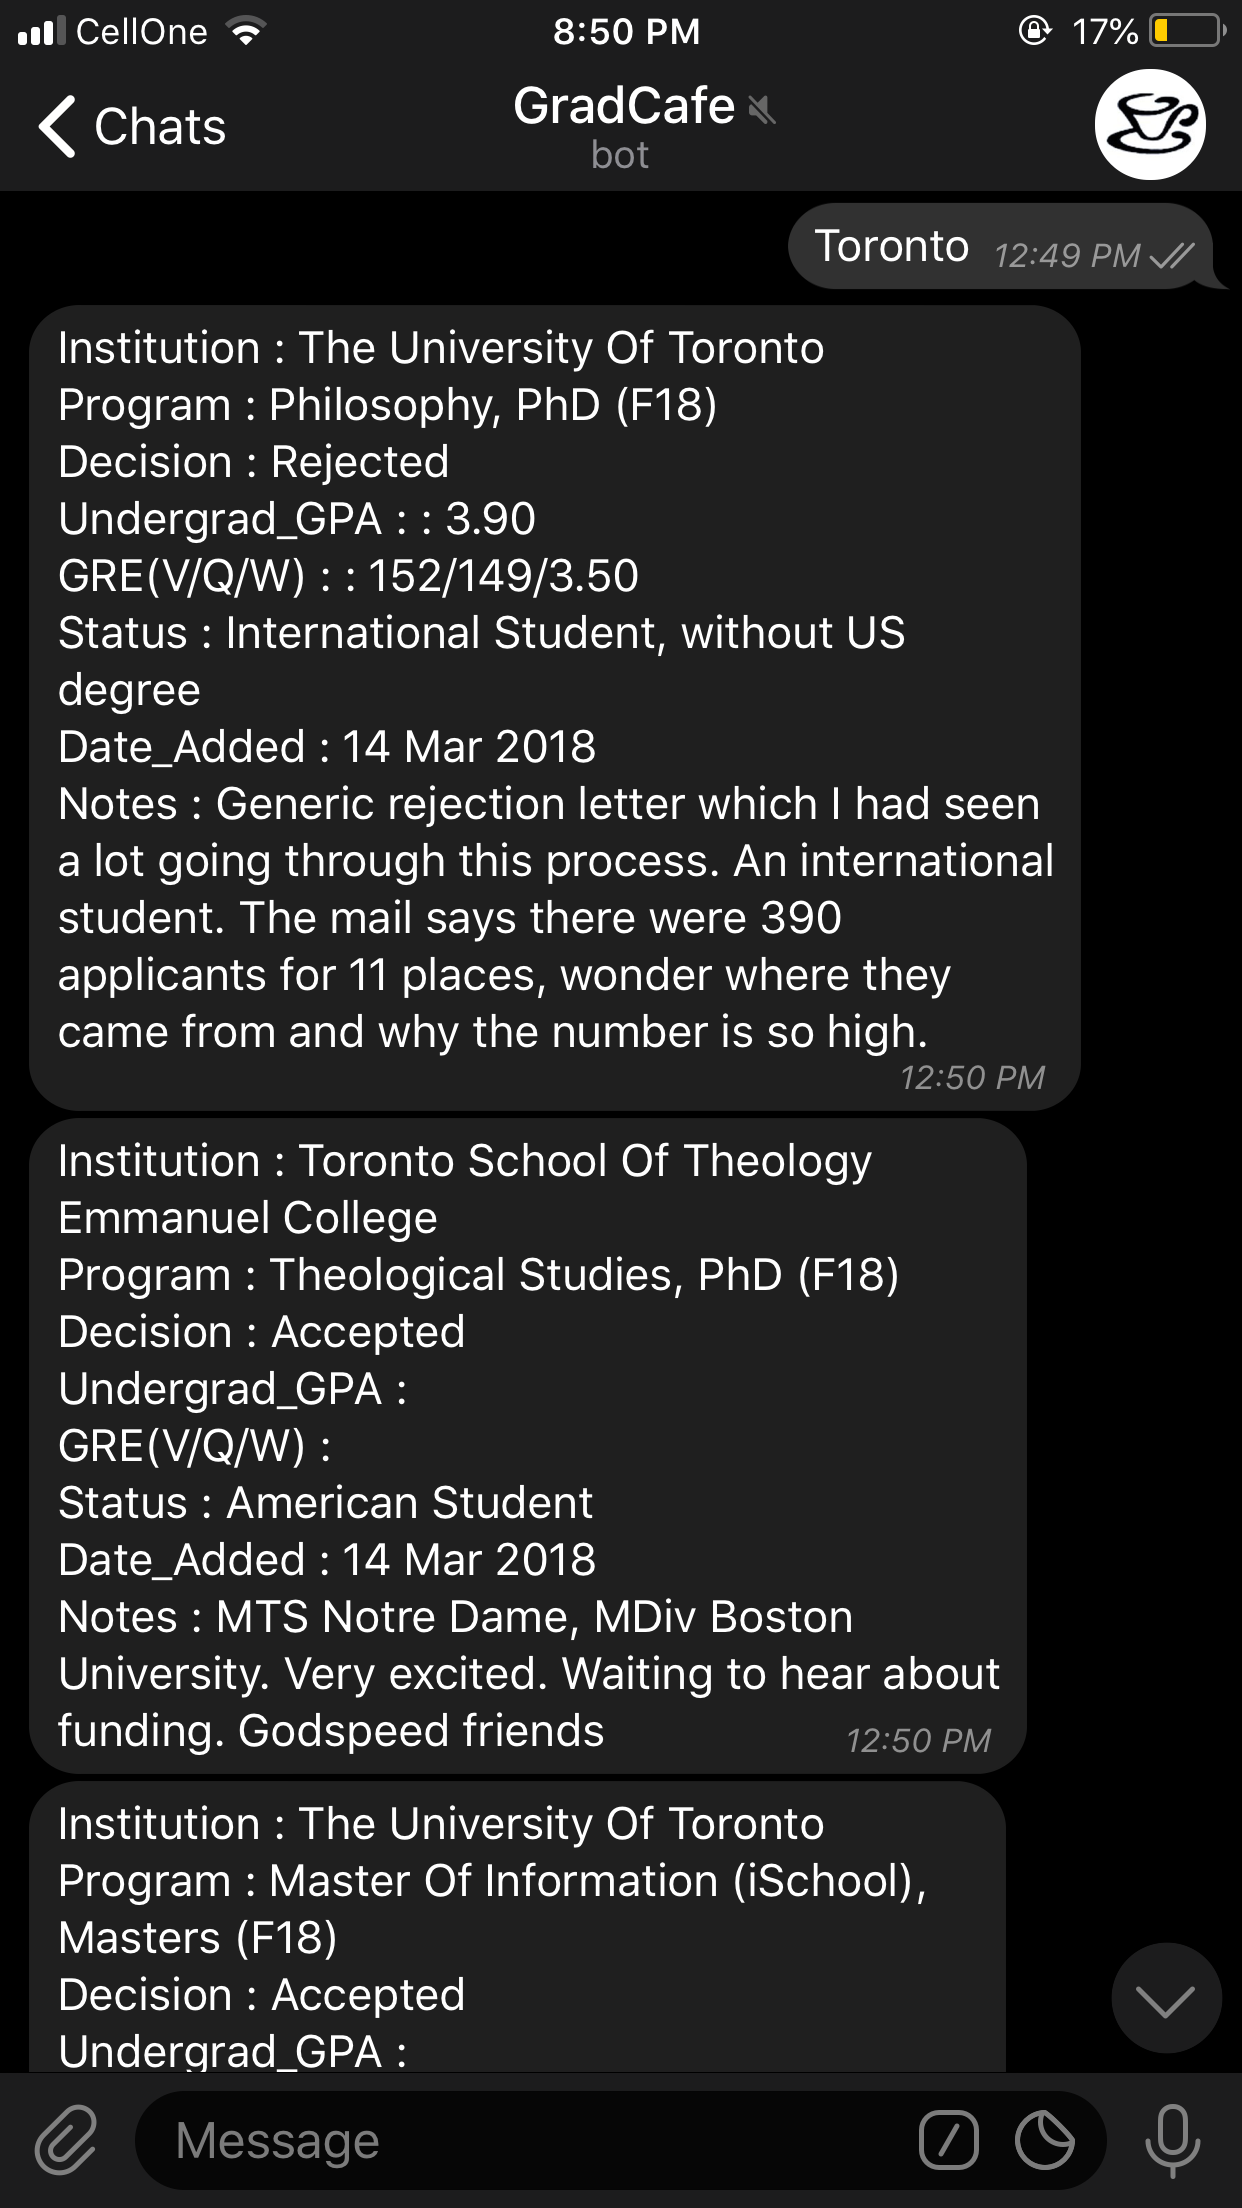 CellOne
8:50 PM
17%
Chats
GradCafe
bot
Toronto 12:49 PM
Institution : The University Of Toronto
Program : Philosophy, PhD (F18)
Decision : Rejected
Undergrad_GPA : : 3.90
GRE(V/Q/W) : : 152/149/3.50
Status : International Student, without US
degree
Date_Added : 14 Mar 2018
Notes : Generic rejection letter which I had seen
a lot going through this process. An international
student. The mail says there were 390
applicants for 11 places, wonder where they
came from and why the number is so high.
12:50 PM
Institution : Toronto School Of Theology
Emmanuel College
Program : Theological Studies, PhD (F18)
Decision : Accepted
Undergrad_GPA :
GRE(V/Q/W) :
Status : American Student
Date_Added : 14 Mar 2018
Notes : MTS Notre Dame, MDiv Boston
University. Very excited. Waiting to hear about
funding. Godspeed friends 12:50 PM
Institution : The University Of Toronto
Program : Master Of Information (iSchool),
Masters (F18)
Decision : Accepted
Undergrad_GPA :
Message